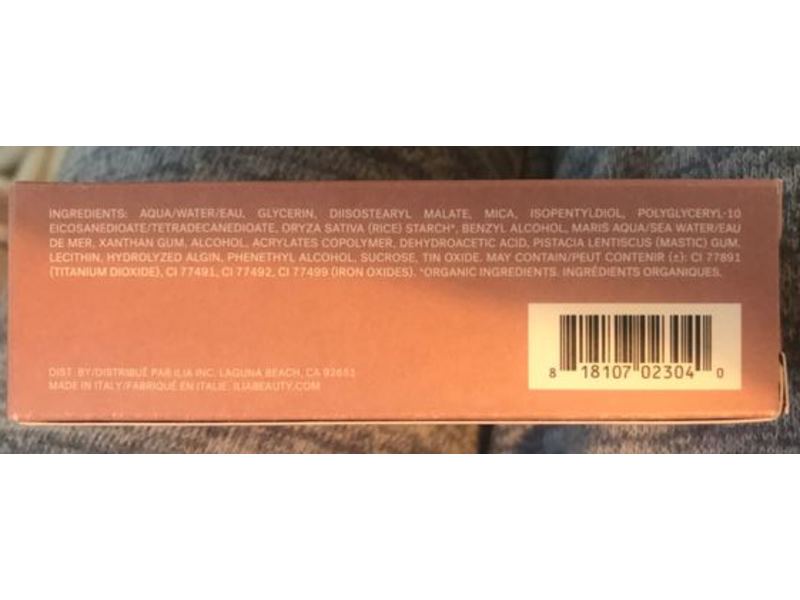 INGREDIENTS: AQUA/WATER/EAU, GLYCERIN, DIISOSTEARYL MALATE, MICA, ISOPENTYLDIOL, POLYGLYCERYL-10
EICOSANEDIOATE/TETRADECANEDIOATE, ORYZA SATIVA (RICE) STARCH*, BENZYL ALCOHOL, MARIS AQUA/SEA WATER/EAU
DE MER, XANTHAN GUM, ALCOHOL, ACRYLATES COPOLYMER, DEHYDROACETIC ACID, PISTACIA LENTISCUS (MASTIC) GUM,
LECITHIN, HYDROLYZED ALGIN, PHENETHYL ALCOHOL, SUCROSE, TIN OXIDE. MAY CONTAIN/PEUT CONTENIR (±): CI 77891
(TITANIUM DIOXIDE), CI 77491, CI 77492, CI 77499 (IRON OXIDES). *ORGANIC INGREDIENTS. INGRÉDIENTS ORGANIQUES.
DIST. BY/DISTRIBUÉ PAR ILIA INC. LAGUNA BEACH, CA 92651
MADE IN ITALY/FABRIQUÉ EN ITALIE. ILIABEAUTY.COM
8 18107 02304 0